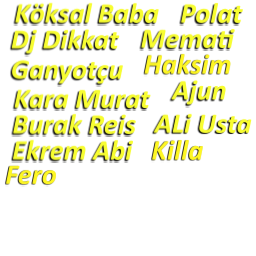 Köksal Baba Polat
Dj Dikkat Memati
Ganyotçu Haksim
Kara Murat Ajun
Burak Reis ALi Usta
Ekrem Abi Killa
Fero